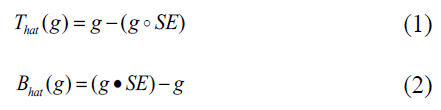 T_hat(g) = g − (g ∘ SE) (1)
B_hat(g) = (g • SE) − g (2)